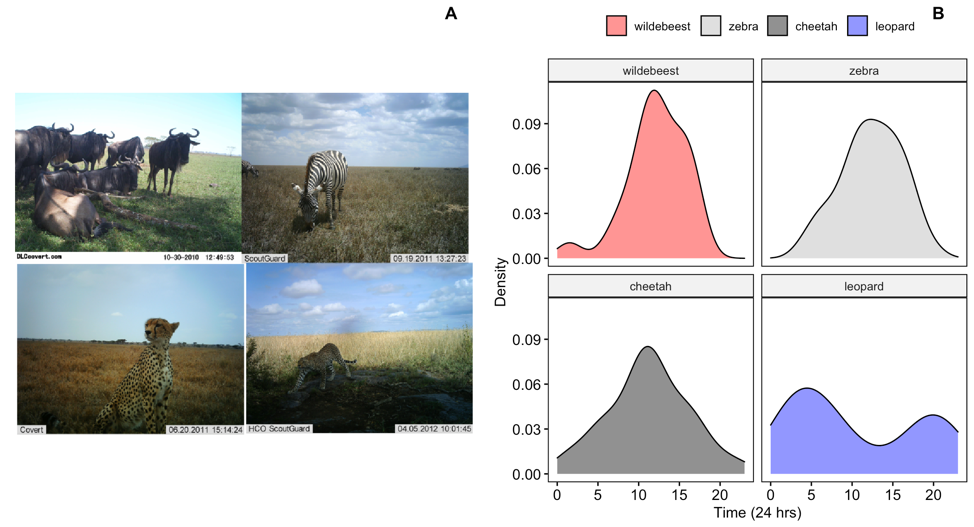 A
DLCcovert.com 10-30-2010 12:49:53
ScoutGuard 09.19.2011 13:27:23
Covert 06.20.2011 15:14:24
HCO ScoutGuard 04.05.2012 10:01:45
B
wildebeest zebra cheetah leopard
wildebeest zebra
0.09
0.06
0.03
0.00
cheetah leopard
0.09
0.06
0.03
0.00
Density
0 5 10 15 20 0 5 10 15 20
Time (24 hrs)